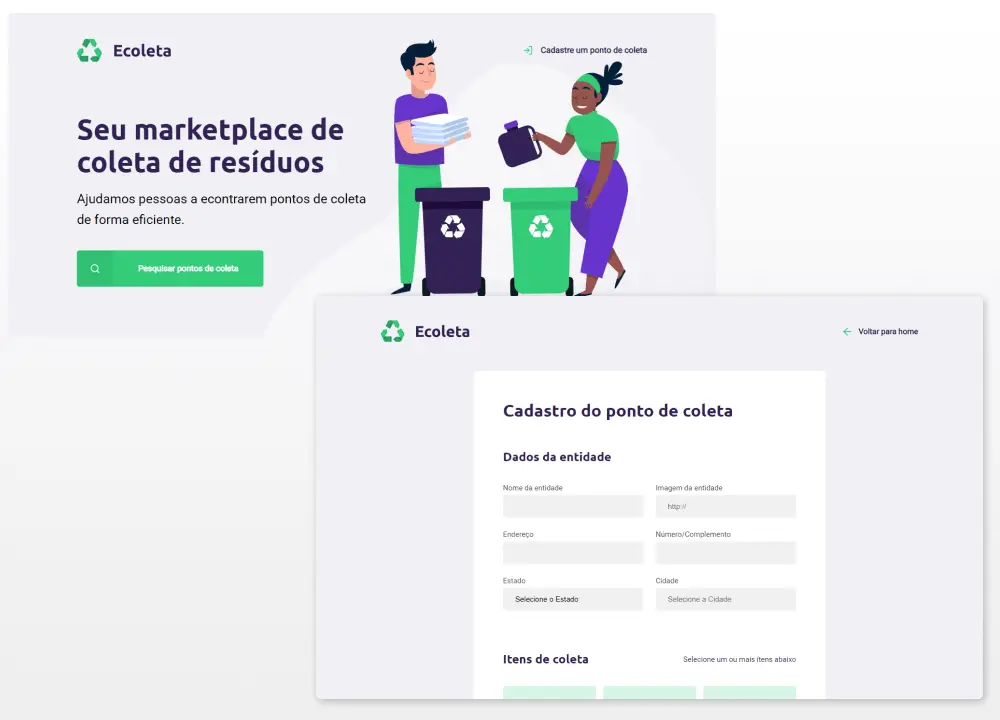 Ecoleta
Cadastre um ponto de coleta
Seu marketplace de
coleta de resíduos
Ajudamos pessoas a econtrarem pontos de coleta
de forma eficiente.
Pesquisar pontos de coleta
Ecoleta
Voltar para home
Cadastro do ponto de coleta
Dados da entidade
Nome da entidade
Imagem da entidade
http://
Endereço
Número/Complemento
Estado
Cidade
Selecione o Estado
Selecione a Cidade
Itens de coleta
Selecione um ou mais itens abaixo